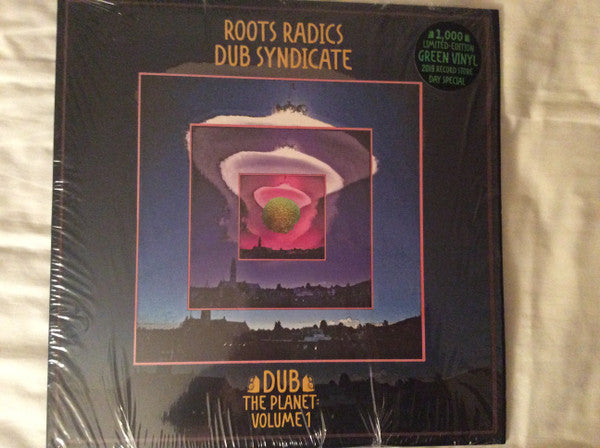 ROOTS RADICS
DUB SYNDICATE
1,000
LIMITED-EDITION
GREEN VINYL
2019 RECORD STORE
DAY SPECIAL
DUB
THE PLANET:
VOLUME 1